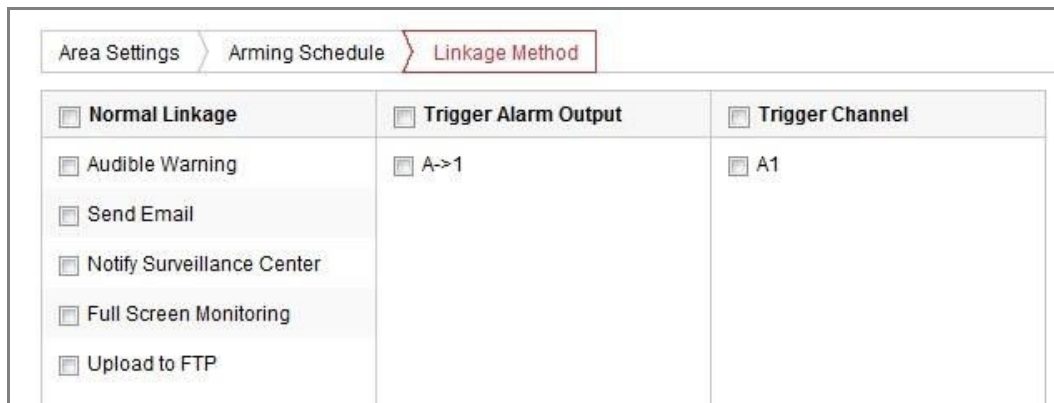 Area Settings Arming Schedule Linkage Method
Normal Linkage Trigger Alarm Output Trigger Channel
Audible Warning A->1 A1
Send Email
Notify Surveillance Center
Full Screen Monitoring
Upload to FTP